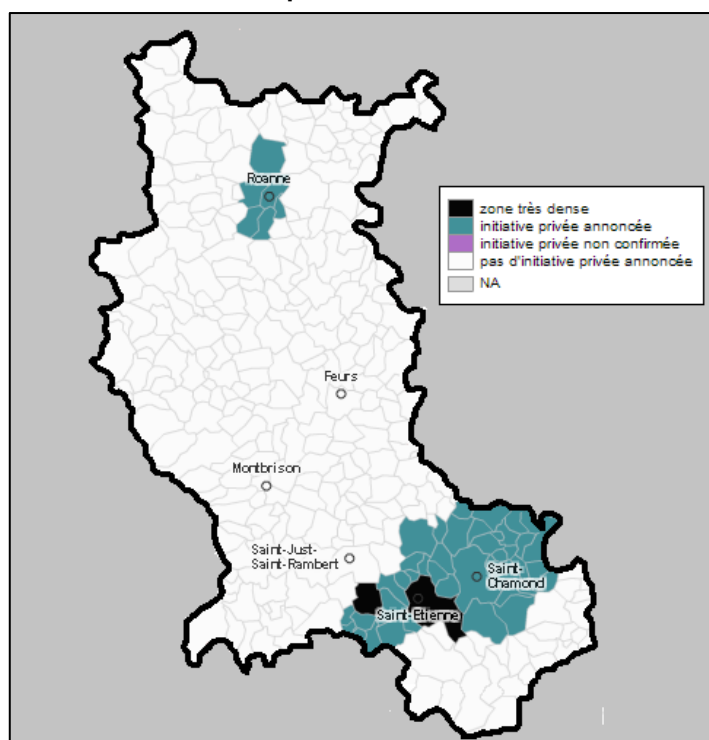 Roanne
zone très dense
initiative privée annoncée
initiative privée non confirmée
pas d'initiative privée annoncée
NA
Feurs
Montbrison
Saint-Just-
Saint-Rambert
Saint-
Chamond
Saint-Etienne